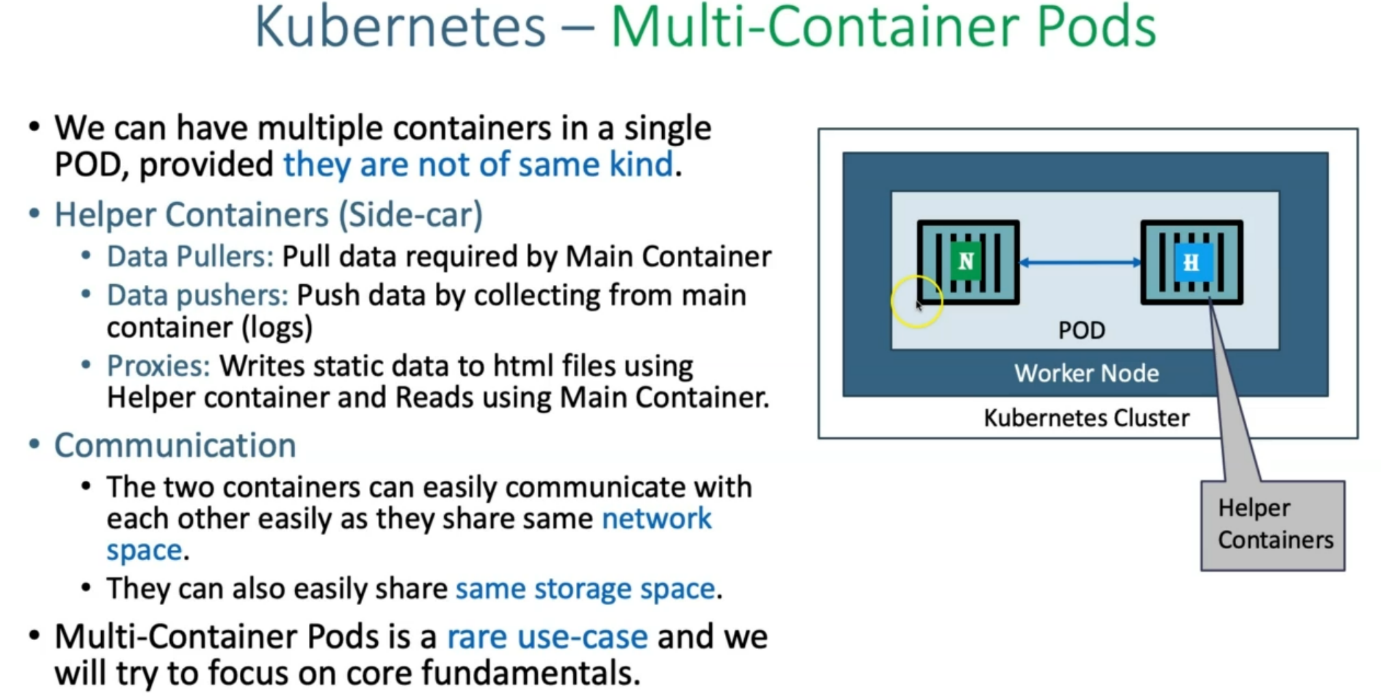 Kubernetes – Multi-Container Pods
• We can have multiple containers in a single
POD, provided they are not of same kind.
• Helper Containers (Side-car)
• Data Pullers: Pull data required by Main Container
• Data pushers: Push data by collecting from main
container (logs)
• Proxies: Writes static data to html files using
Helper container and Reads using Main Container.
• Communication
• The two containers can easily communicate with
each other easily as they share same network
space.
• They can also easily share same storage space.
• Multi-Container Pods is a rare use-case and we
will try to focus on core fundamentals.
N
H
POD
Worker Node
Kubernetes Cluster
Helper
Containers